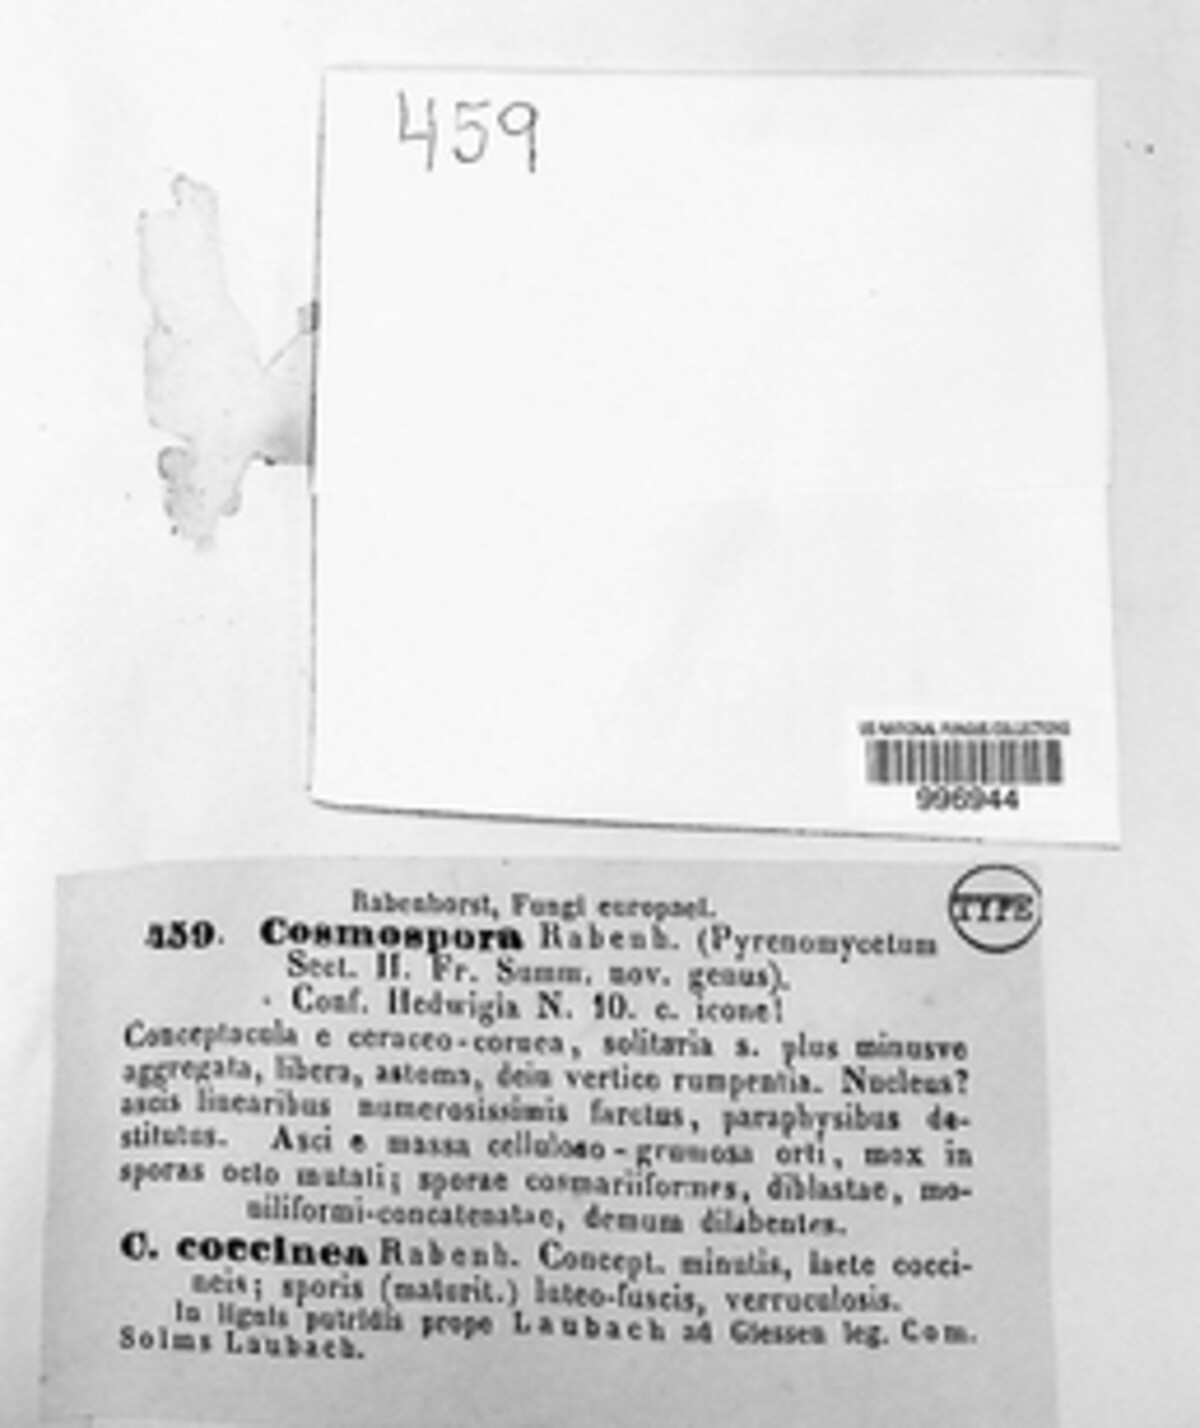 459
US NATIONAL FUNGUS COLLECTIONS
996944
TYPE
Rabenhorst, Fungi europaei.
459. Cosmospora Rabenh. (Pyrenomycetum
Sect. II. Fr. Summ. nov. genus).
Conf. Hedwigia N. 10. c. icone!
Conceptacula e ceraceo-cornea, solitaria s. plus minusve
aggregata, libera, astoma, dein vertice rumpentia. Nucleus?
ascis linearibus numerosissimis farctus, paraphysibus de-
stitutus. Asci e massa celluloso-grumosa orti, mox in
sporas octo mutati; sporae cosmariiformes, diblastae, mo-
niliformi-concatenatae, demum dilabentes.
C. coccinea Rabenh. Concept. minutis, laete cocci-
neis; sporis (maturit.) luteo-fuscis, verruculosis.
In lignis putridis prope Laubach ad Giessen leg. Com.
Solms Laubach.